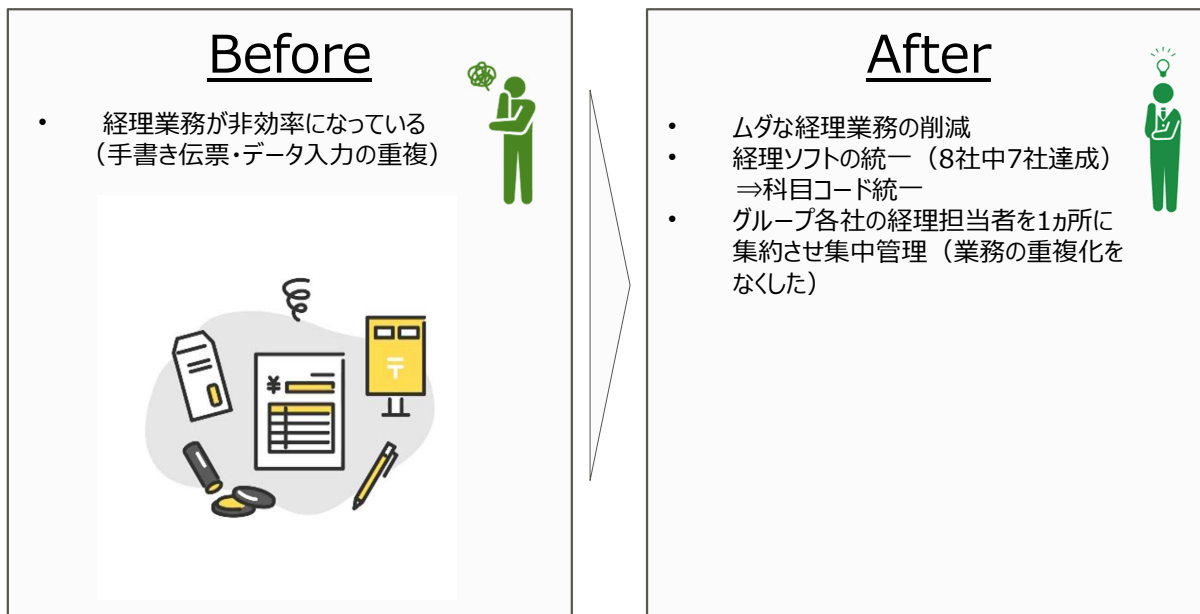 Before
• 経理業務が非効率になっている
（手書き伝票・データ入力の重複）
¥
〒
After
• ムダな経理業務の削減
• 経理ソフトの統一（8社中7社達成）
⇒科目コード統一
• グループ各社の経理担当者を1ヵ所に
集約させ集中管理（業務の重複化を
なくした）